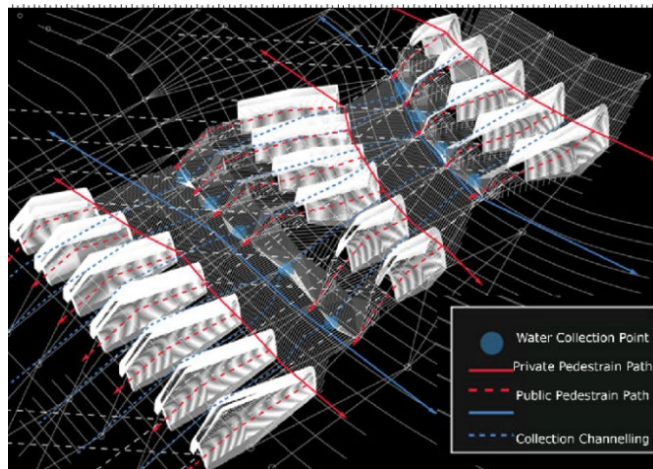 Water Collection Point
Private Pedestrain Path
Public Pedestrain Path
Collection Channelling